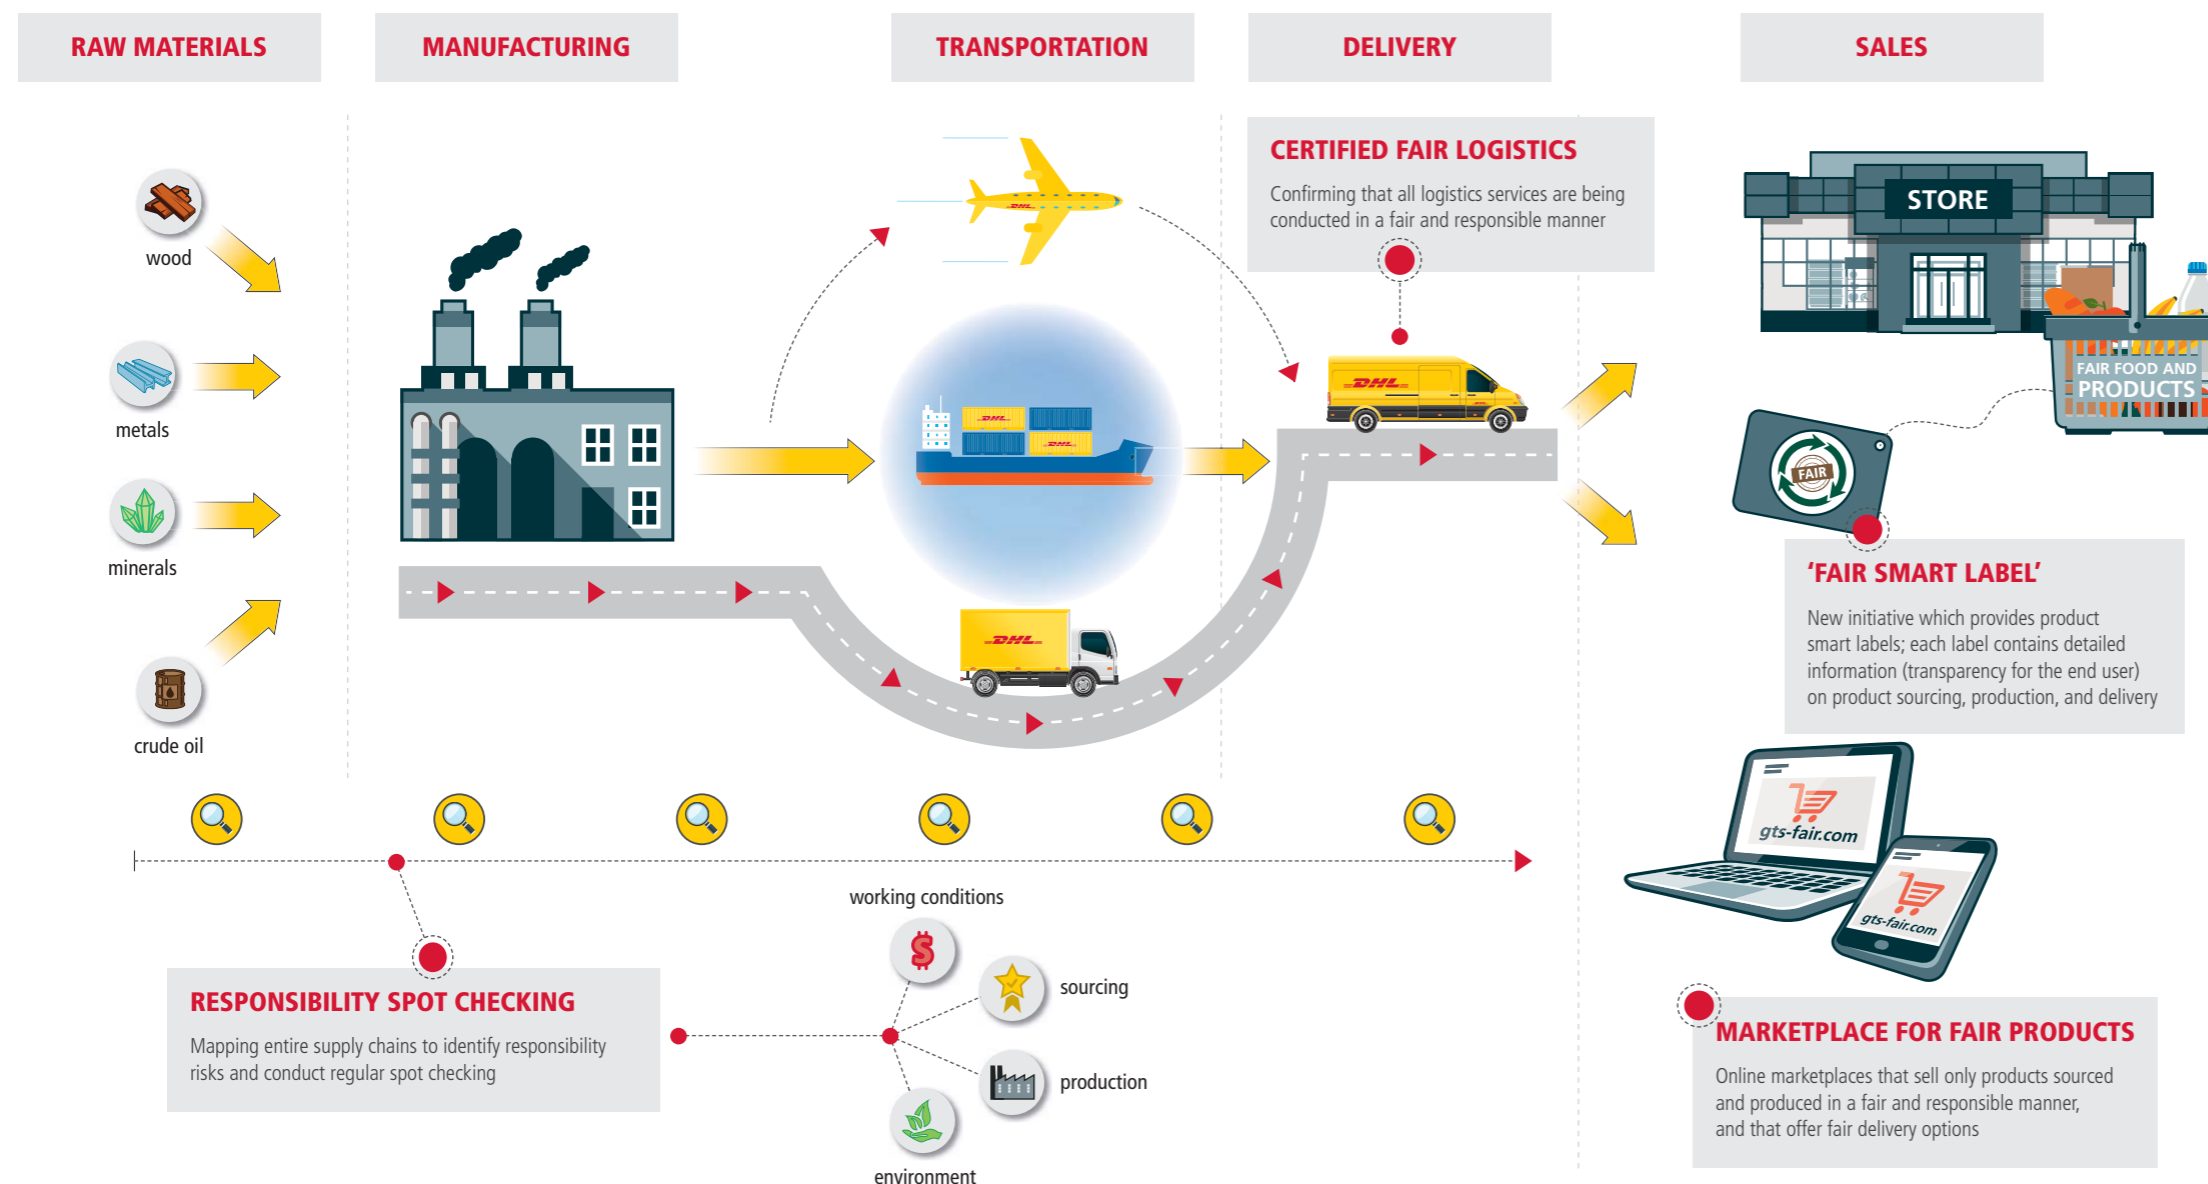 RAW MATERIALS
MANUFACTURING
TRANSPORTATION
DELIVERY
SALES
wood
metals
minerals
crude oil
DHL
DHL
DHL
DHL
DHL
CERTIFIED FAIR LOGISTICS
Confirming that all logistics services are being
conducted in a fair and responsible manner
STORE
FAIR FOOD AND
PRODUCTS
FAIR
'FAIR SMART LABEL'
New initiative which provides product
smart labels; each label contains detailed
information (transparency for the end user)
on product sourcing, production, and delivery
gts-fair.com
gts-fair.com
RESPONSIBILITY SPOT CHECKING
Mapping entire supply chains to identify responsibility
risks and conduct regular spot checking
working conditions
sourcing
production
environment
MARKETPLACE FOR FAIR PRODUCTS
Online marketplaces that sell only products sourced
and produced in a fair and responsible manner,
and that offer fair delivery options